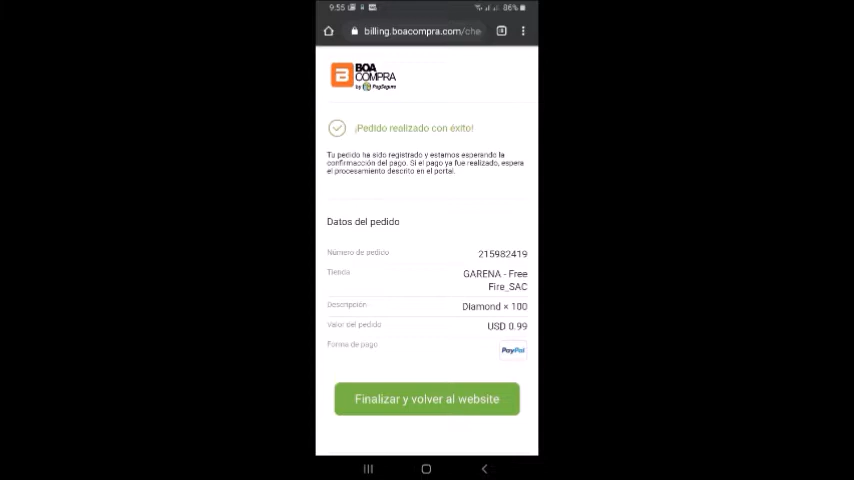 9:55
86%
billing.boacompra.com/che
BOA
COMPRA
by PagSeguro
¡Pedido realizado con éxito!
Tu pedido ha sido registrado y estamos esperando la
confirmacción del pago. Si el pago ya fue realizado, espera
el procesamiento descrito en el portal.
Datos del pedido
Número de pedido 215982419
Tienda GARENA - Free
Fire_SAC
Descripción Diamond × 100
Valor del pedido USD 0.99
Forma de pago PayPal
Finalizar y volver al website